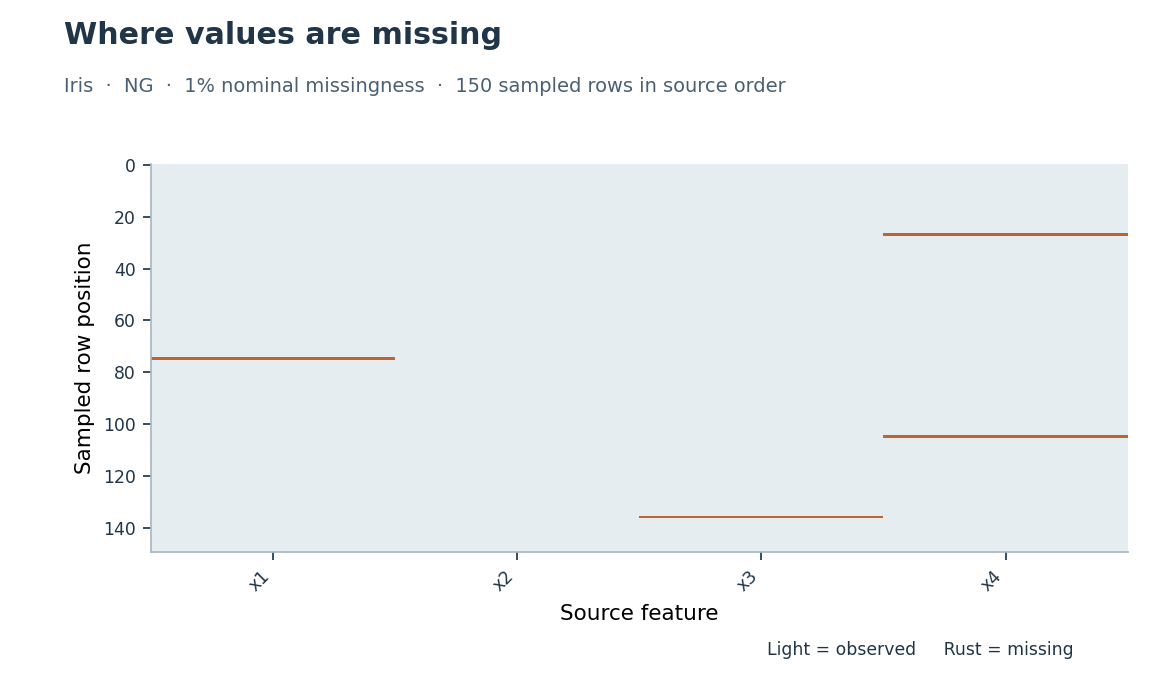 Where values are missing
Iris · NG · 1% nominal missingness · 150 sampled rows in source order
0
20
40
60
80
100
120
140
Sampled row position
x1
x2
x3
x4
Source feature
Light = observed Rust = missing